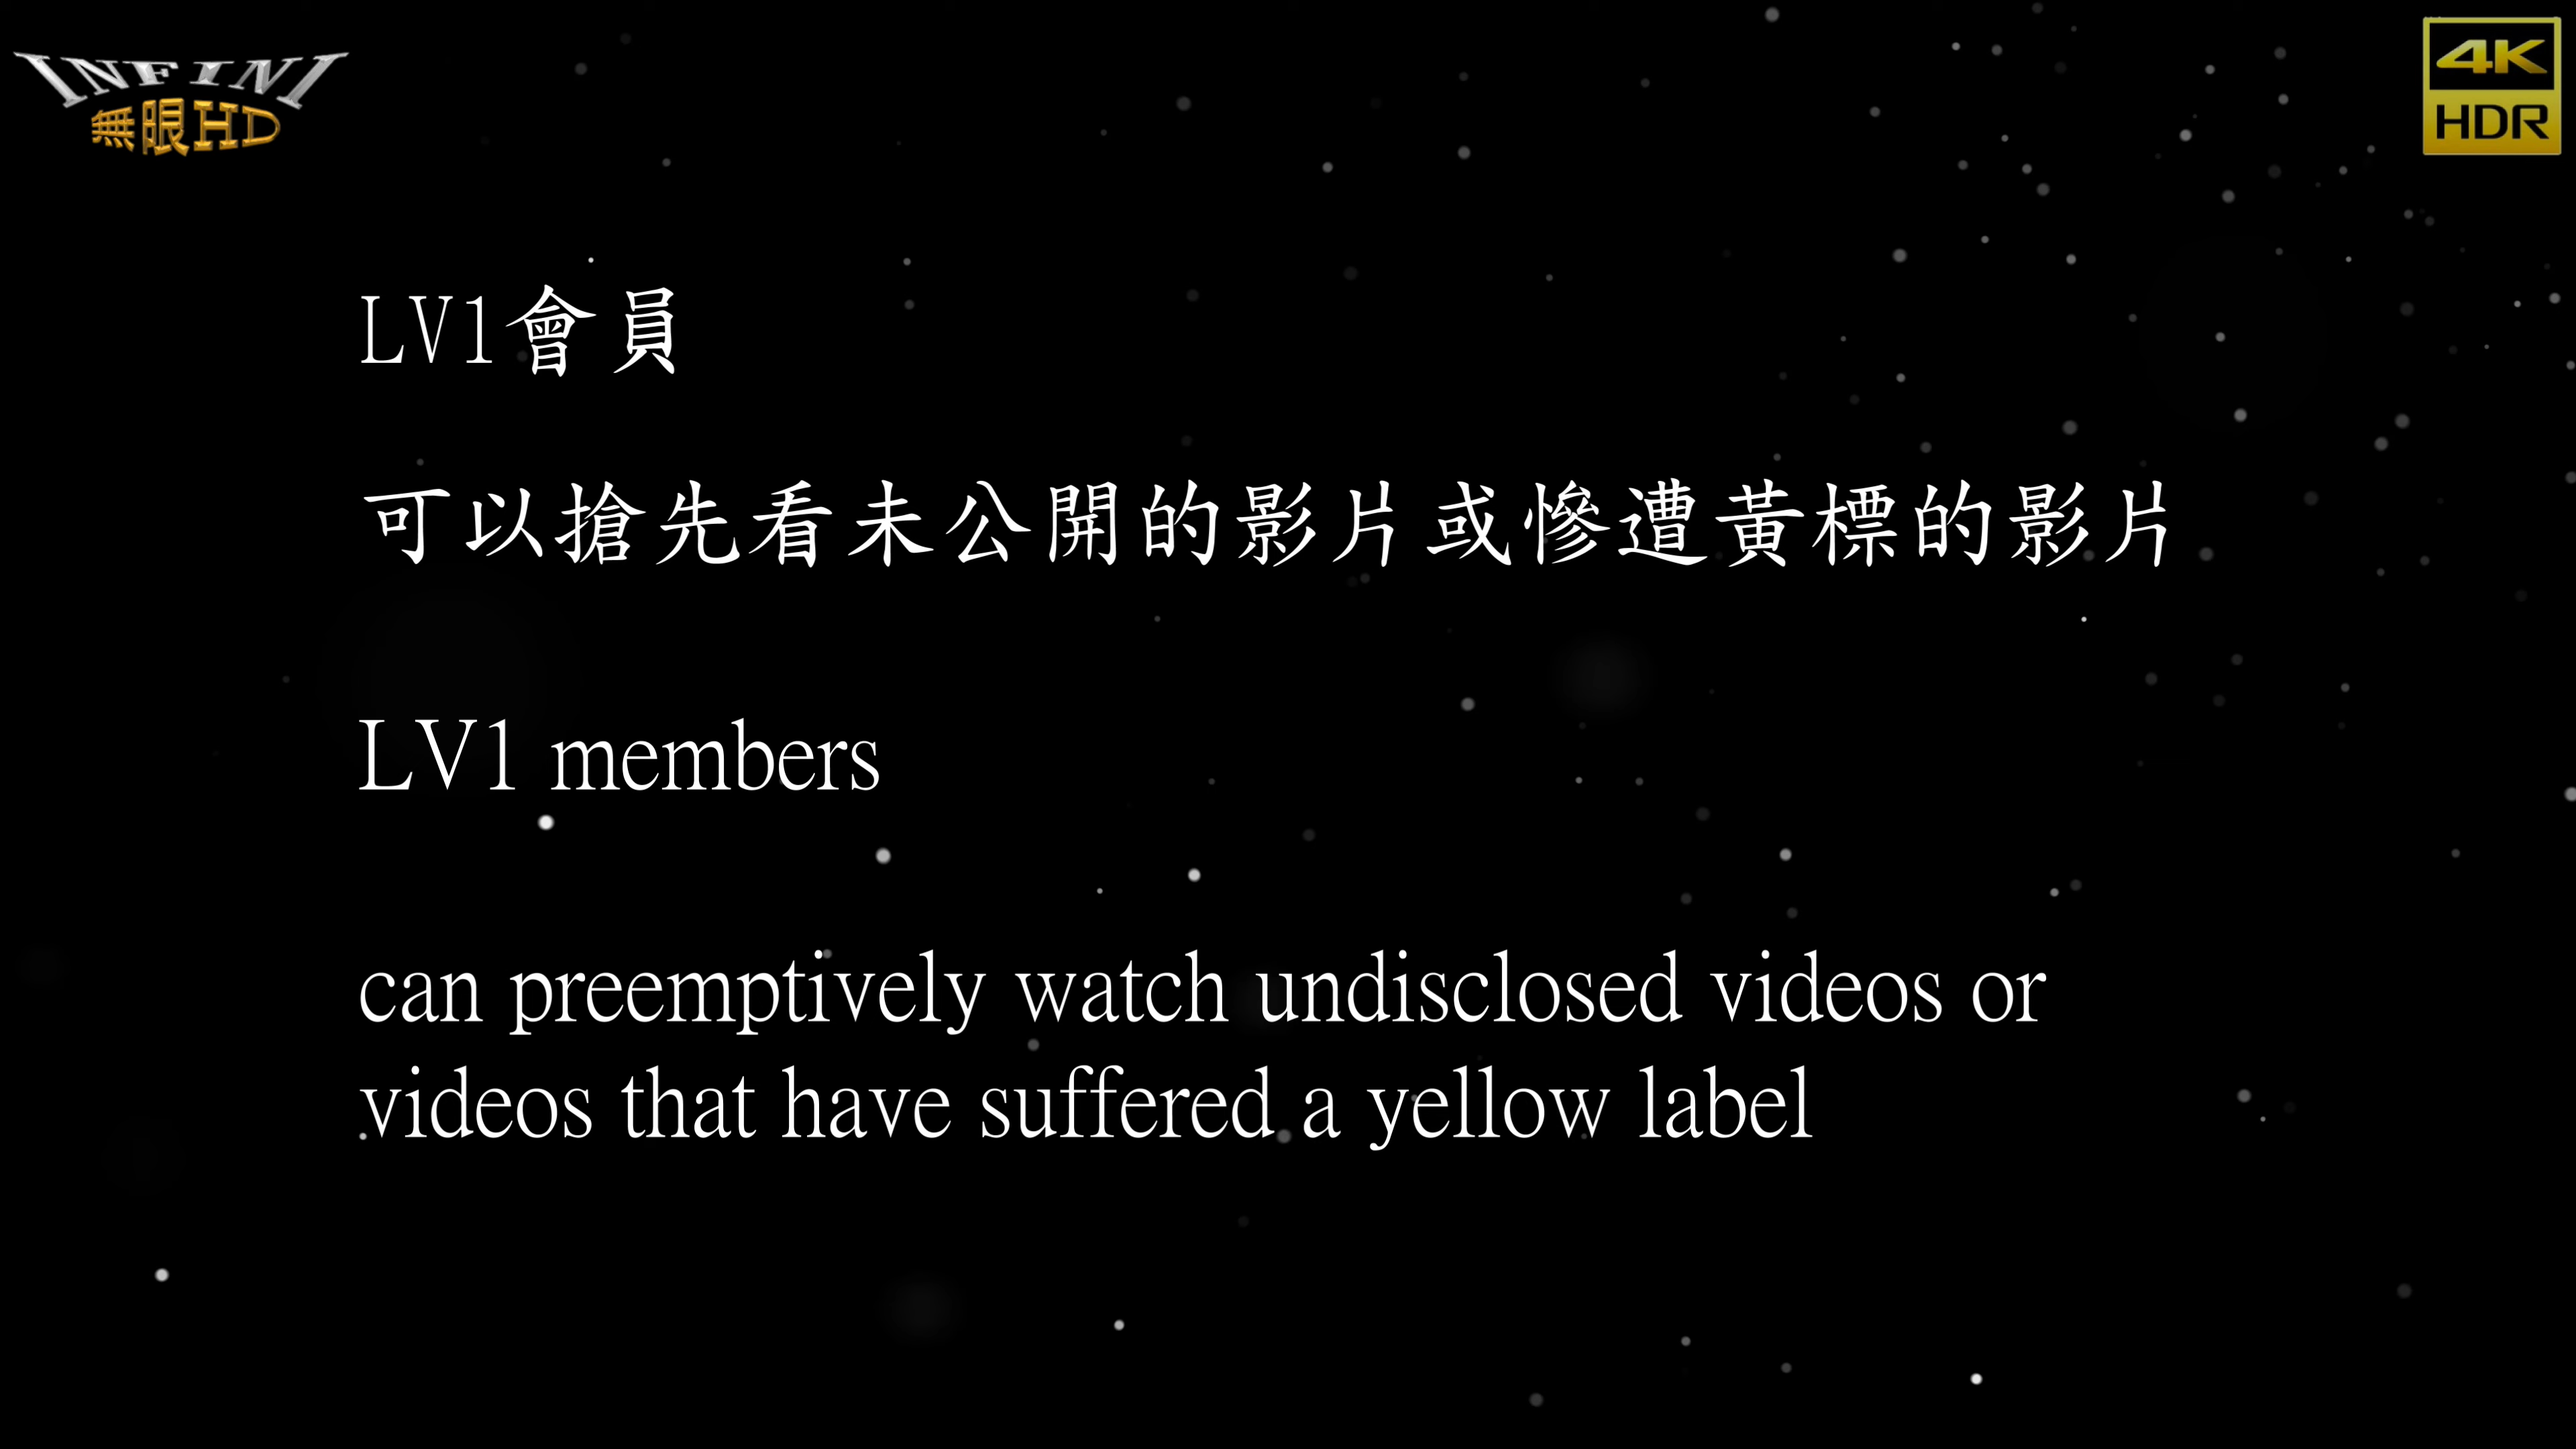 INFINI
無限HD
4K
HDR
LV1會員
可以搶先看未公開的影片或慘遭黃標的影片
LV1 members
can preemptively watch undisclosed videos or
videos that have suffered a yellow label